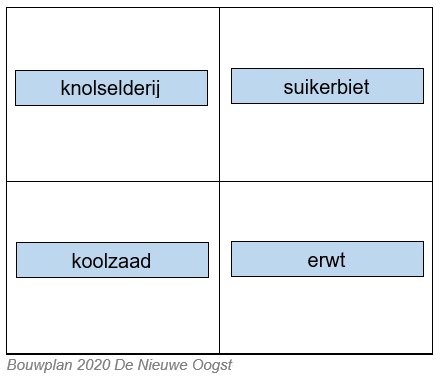 knolselderij
suikerbiet
koolzaad
erwt
Bouwplan 2020 De Nieuwe Oogst